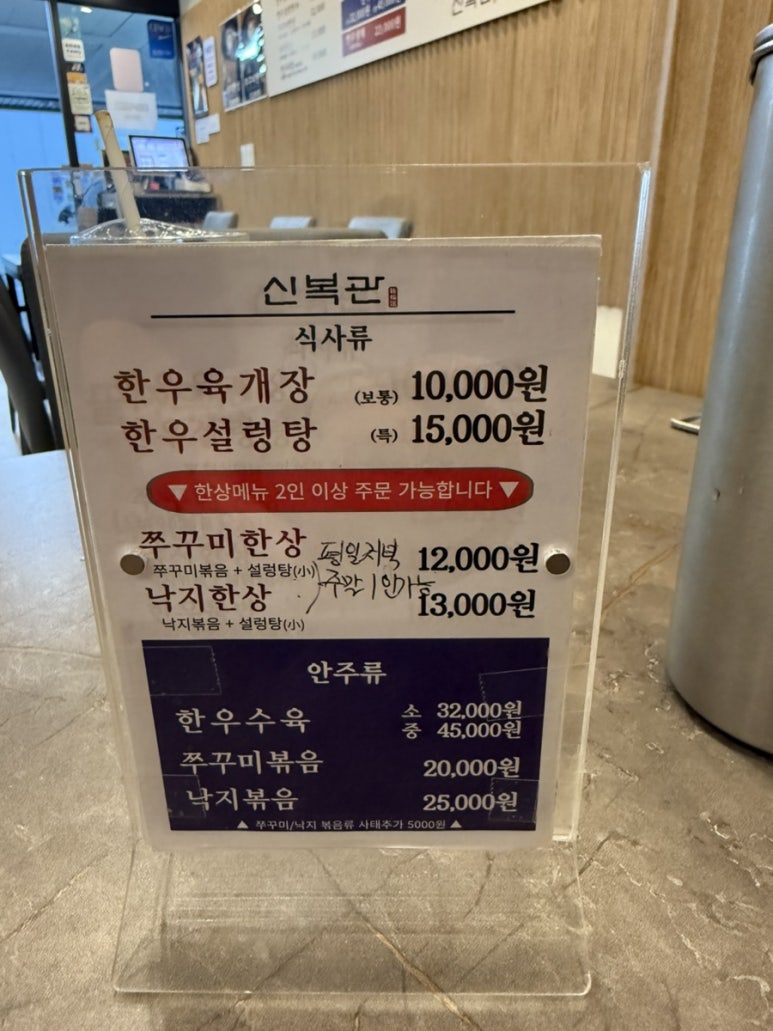 신복관
식사류
한우육개장 (보통) 10,000원
한우설렁탕 (특) 15,000원
▼ 한상메뉴 2인 이상 주문 가능합니다 ▼
쭈꾸미한상 12,000원
쭈꾸미볶음 + 설렁탕(小)
평일저녁
주말 1인가능
낙지한상 13,000원
낙지볶음 + 설렁탕(小)
안주류
한우수육 소 32,000원
중 45,000원
쭈꾸미볶음 20,000원
낙지볶음 25,000원
▲ 쭈꾸미/낙지 볶음류 사태추가 5000원 ▲